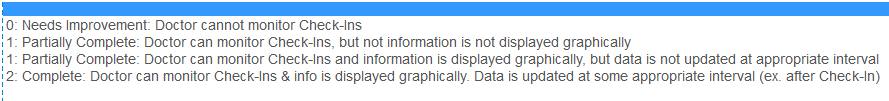 0: Needs Improvement: Doctor cannot monitor Check-Ins
1: Partially Complete: Doctor can monitor Check-Ins, but not information is not displayed graphically
1: Partially Complete: Doctor can monitor Check-Ins and information is displayed graphically, but data is not updated at appropriate interval
2: Complete: Doctor can monitor Check-Ins & info is displayed graphically. Data is updated at some appropriate interval (ex. after Check-In)